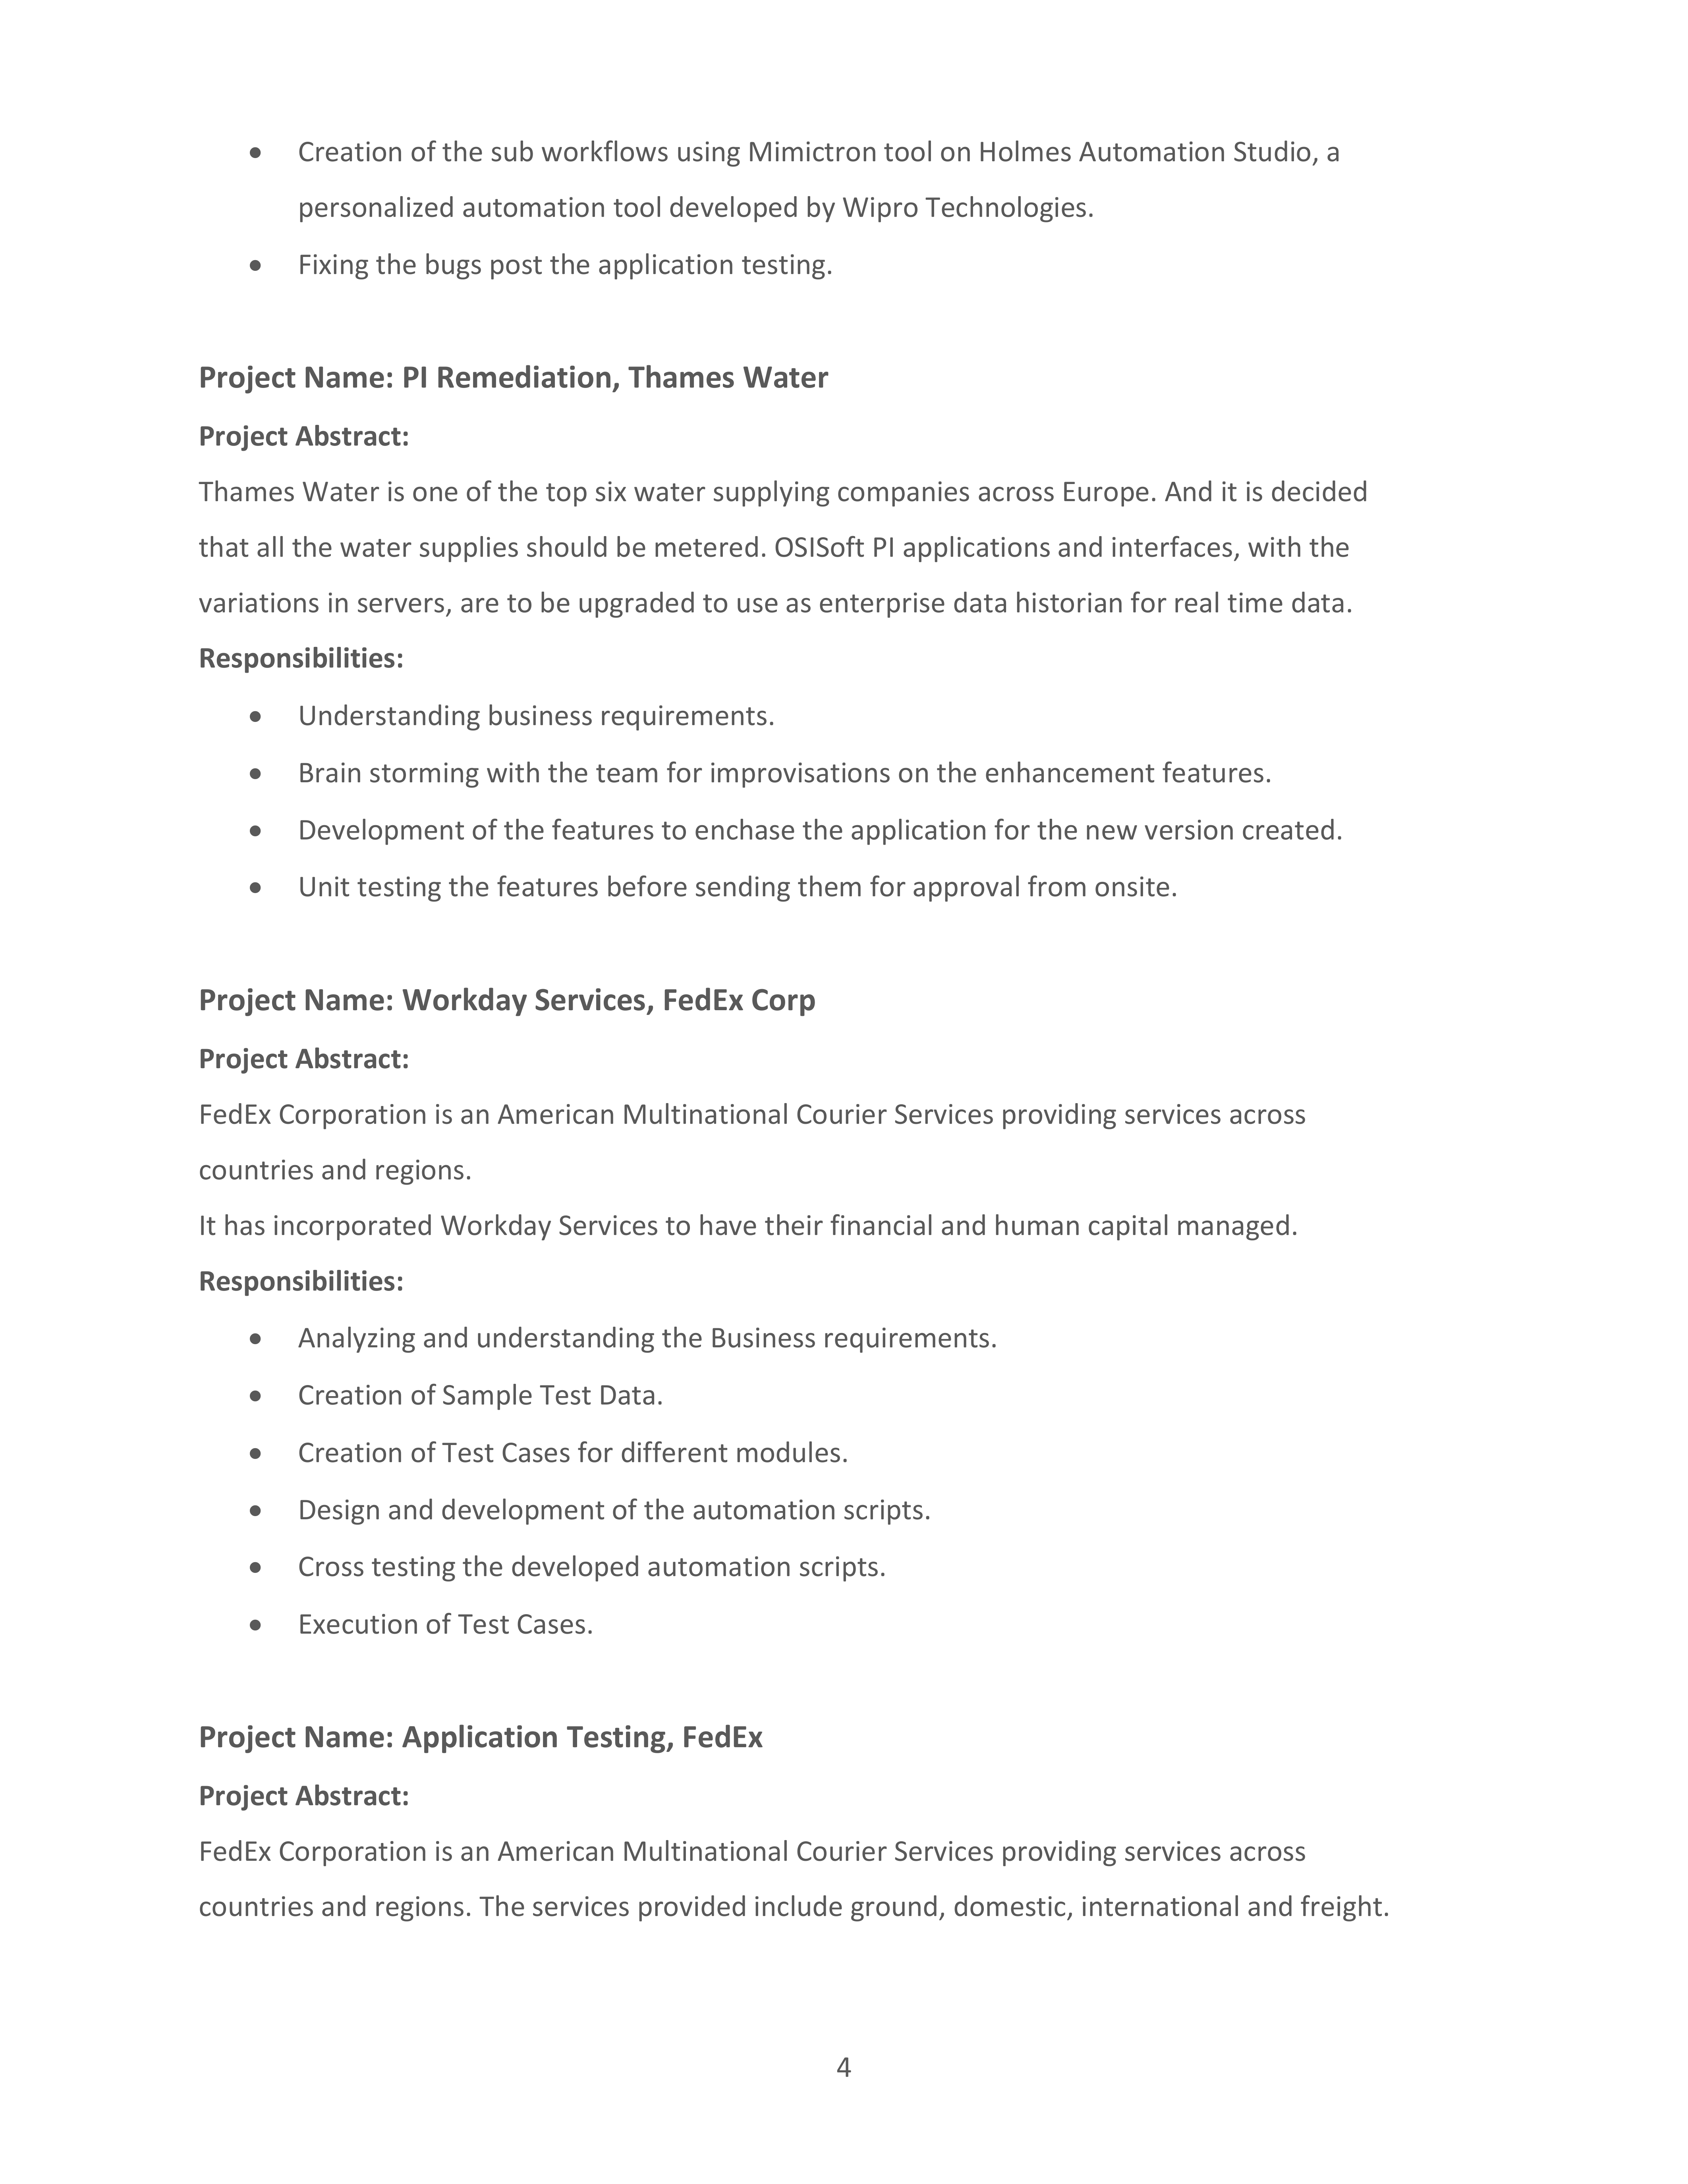 • Creation of the sub workflows using Mimictron tool on Holmes Automation Studio, a
personalized automation tool developed by Wipro Technologies.
• Fixing the bugs post the application testing.
Project Name: PI Remediation, Thames Water
Project Abstract:
Thames Water is one of the top six water supplying companies across Europe. And it is decided
that all the water supplies should be metered. OSISoft PI applications and interfaces, with the
variations in servers, are to be upgraded to use as enterprise data historian for real time data.
Responsibilities:
• Understanding business requirements.
• Brain storming with the team for improvisations on the enhancement features.
• Development of the features to enchase the application for the new version created.
• Unit testing the features before sending them for approval from onsite.
Project Name: Workday Services, FedEx Corp
Project Abstract:
FedEx Corporation is an American Multinational Courier Services providing services across
countries and regions.
It has incorporated Workday Services to have their financial and human capital managed.
Responsibilities:
• Analyzing and understanding the Business requirements.
• Creation of Sample Test Data.
• Creation of Test Cases for different modules.
• Design and development of the automation scripts.
• Cross testing the developed automation scripts.
• Execution of Test Cases.
Project Name: Application Testing, FedEx
Project Abstract:
FedEx Corporation is an American Multinational Courier Services providing services across
countries and regions. The services provided include ground, domestic, international and freight.
4